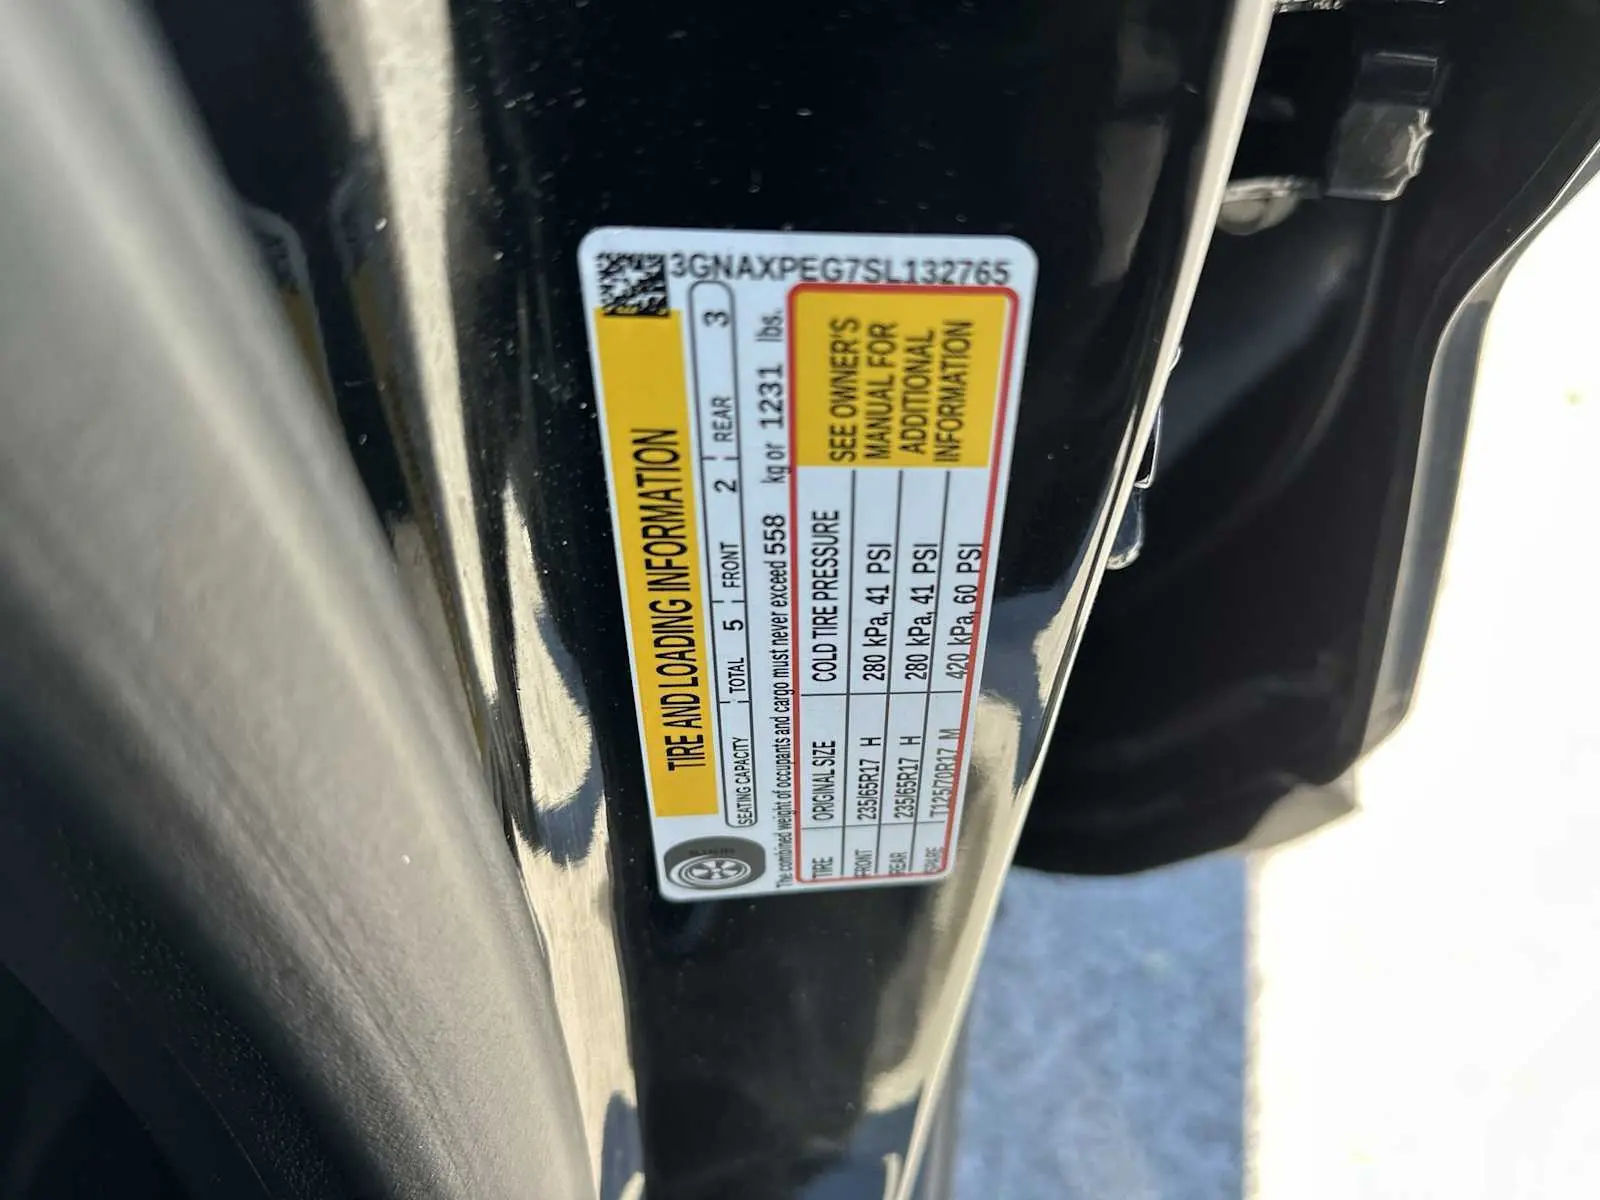 3GNAXPEG7SL132765
TIRE AND LOADING INFORMATION
SEATING CAPACITY TOTAL 5 FRONT 2 REAR 3
The combined weight of occupants and cargo must never exceed 558 kg or 1231 lbs.
TIRE ORIGINAL SIZE COLD TIRE PRESSURE
FRONT 235/65R17 H 280 kPa, 41 PSI
REAR 235/65R17 H 280 kPa, 41 PSI
SPARE T125/70R17 M 420 kPa, 60 PSI
SEE OWNER'S
MANUAL FOR
ADDITIONAL
INFORMATION